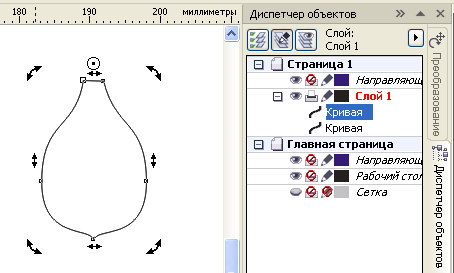 180 190 200 миллиметры
Диспетчер объектов
Слой:
Слой 1
Страница 1
Направляющ
Слой 1
Кривая
Кривая
Главная страница
Направляющ
Рабочий стол
Сетка
Преобразование
Диспетчер объектов